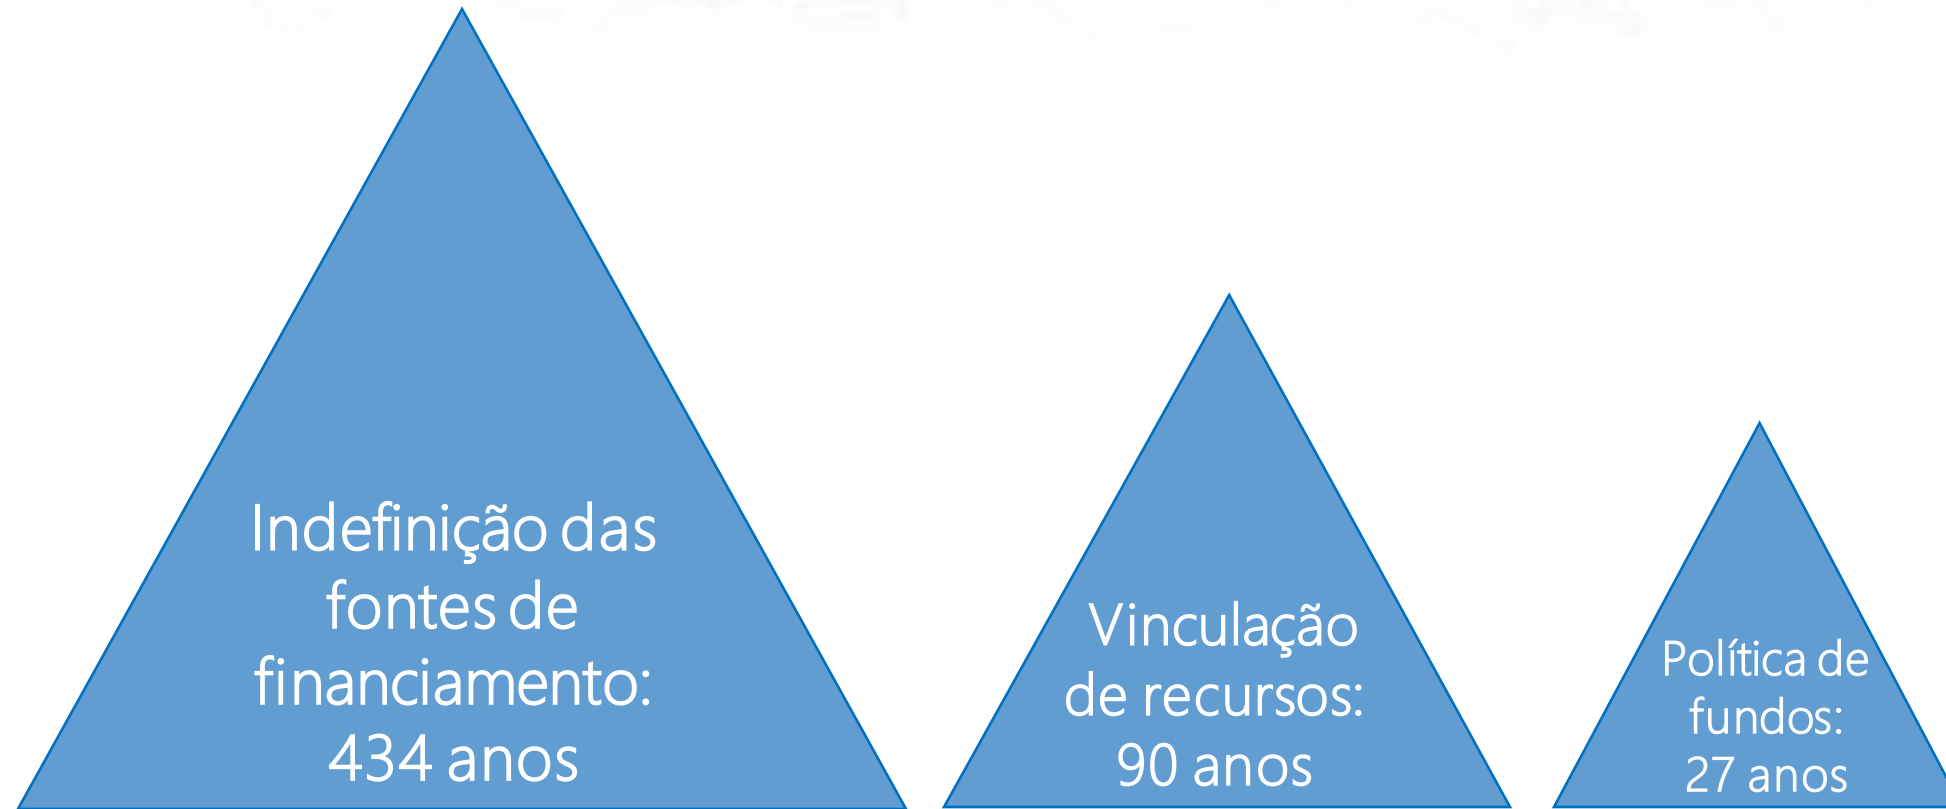 Indefinição das
fontes de
financiamento:
434 anos
Vinculação
de recursos:
90 anos
Política de
fundos:
27 anos